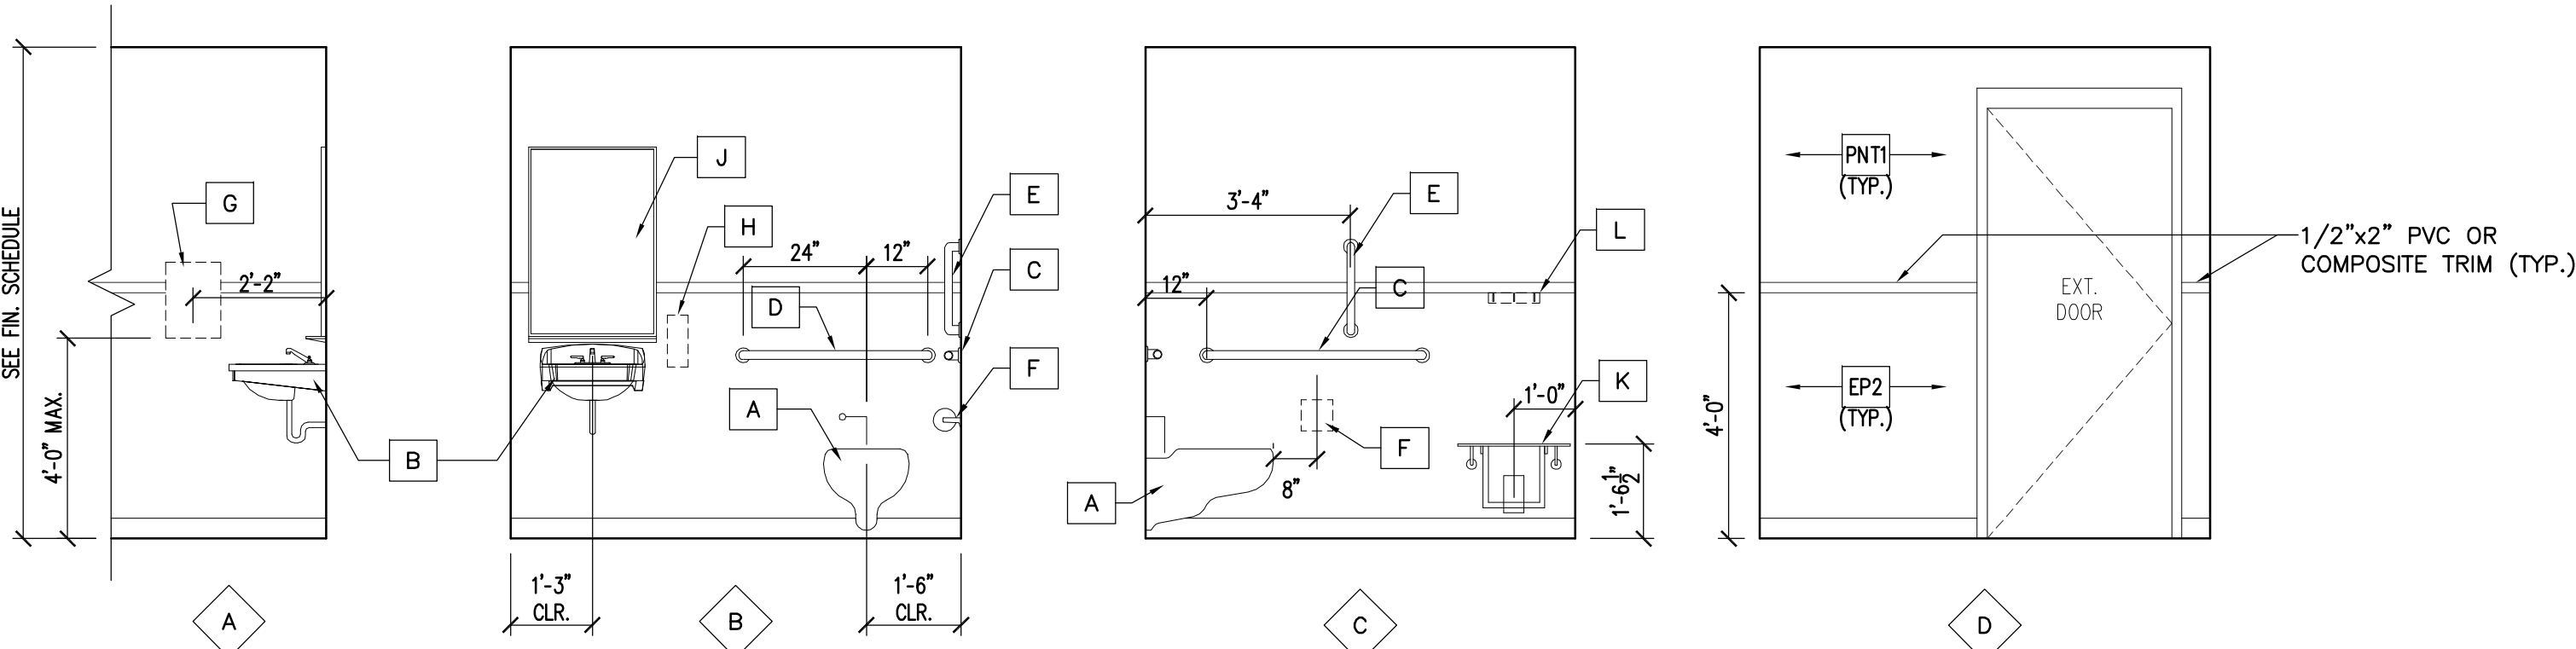 SEE FIN. SCHEDULE
4'-0" MAX.
G
2'-2"
B
A
J
H
24"
12"
D
E
C
F
A
1'-3"
CLR.
1'-6"
CLR.
B
3'-4"
E
L
12"
C
K
1'-0"
F
8"
A
1'-6 1/2"
C
PNT1
(TYP.)
EP2
(TYP.)
4'-0"
EXT.
DOOR
1/2"x2" PVC OR
COMPOSITE TRIM (TYP.)
D